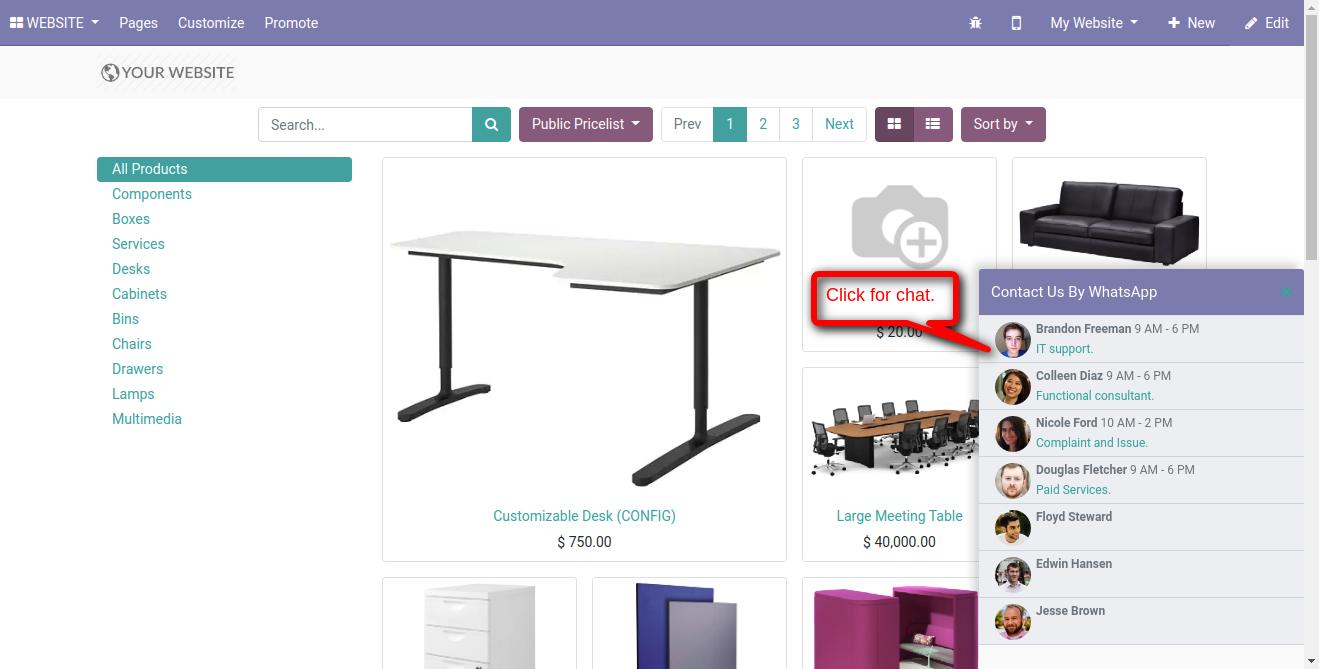 WEBSITE Pages Customize Promote My Website New Edit
YOUR WEBSITE
Search... Public Pricelist Prev 1 2 3 Next Sort by
All Products
Components
Boxes
Services
Desks
Cabinets
Bins
Chairs
Drawers
Lamps
Multimedia
Customizable Desk (CONFIG)
$ 750.00
Click for chat.
$ 20.00
Large Meeting Table
$ 40,000.00
Contact Us By WhatsApp
Brandon Freeman 9 AM - 6 PM
IT support.
Colleen Diaz 9 AM - 6 PM
Functional consultant.
Nicole Ford 10 AM - 2 PM
Complaint and Issue.
Douglas Fletcher 9 AM - 6 PM
Paid Services.
Floyd Steward
Edwin Hansen
Jesse Brown